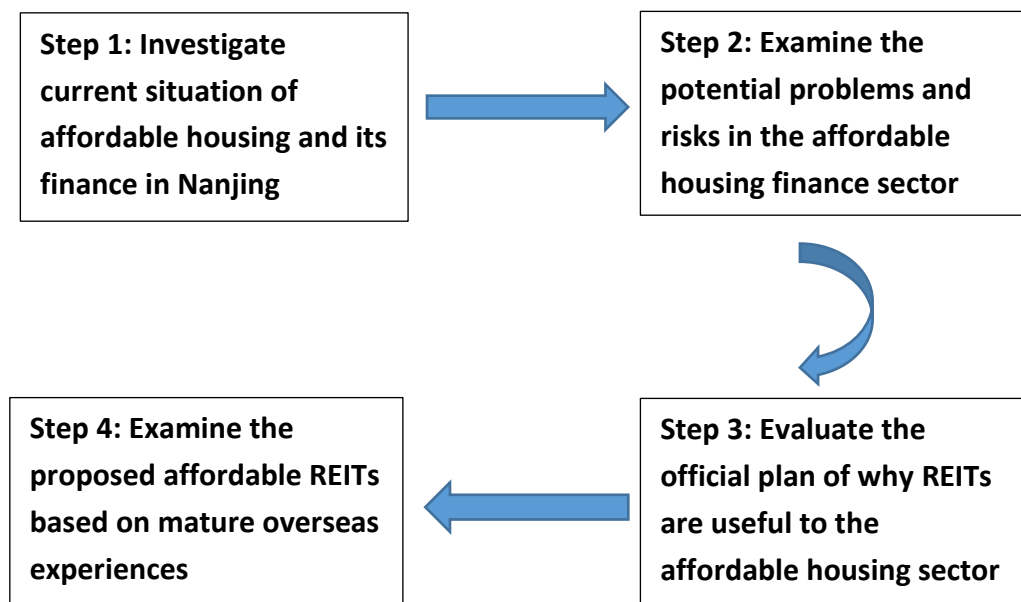 Step 1: Investigate
current situation of
affordable housing and its
finance in Nanjing
Step 2: Examine the
potential problems and
risks in the affordable
housing finance sector
Step 3: Evaluate the
official plan of why REITs
are useful to the
affordable housing sector
Step 4: Examine the
proposed affordable REITs
based on mature overseas
experiences